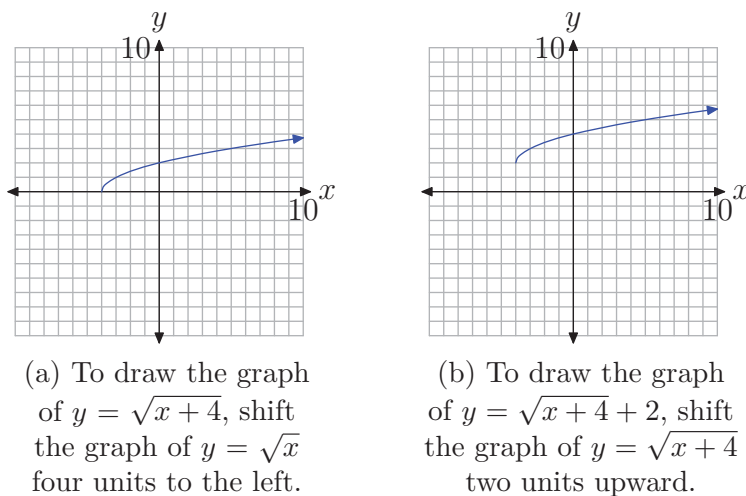 y
10
x
10
(a) To draw the graph
of y = √(x + 4), shift
the graph of y = √x
four units to the left.
y
10
x
10
(b) To draw the graph
of y = √(x + 4) + 2, shift
the graph of y = √(x + 4)
two units upward.